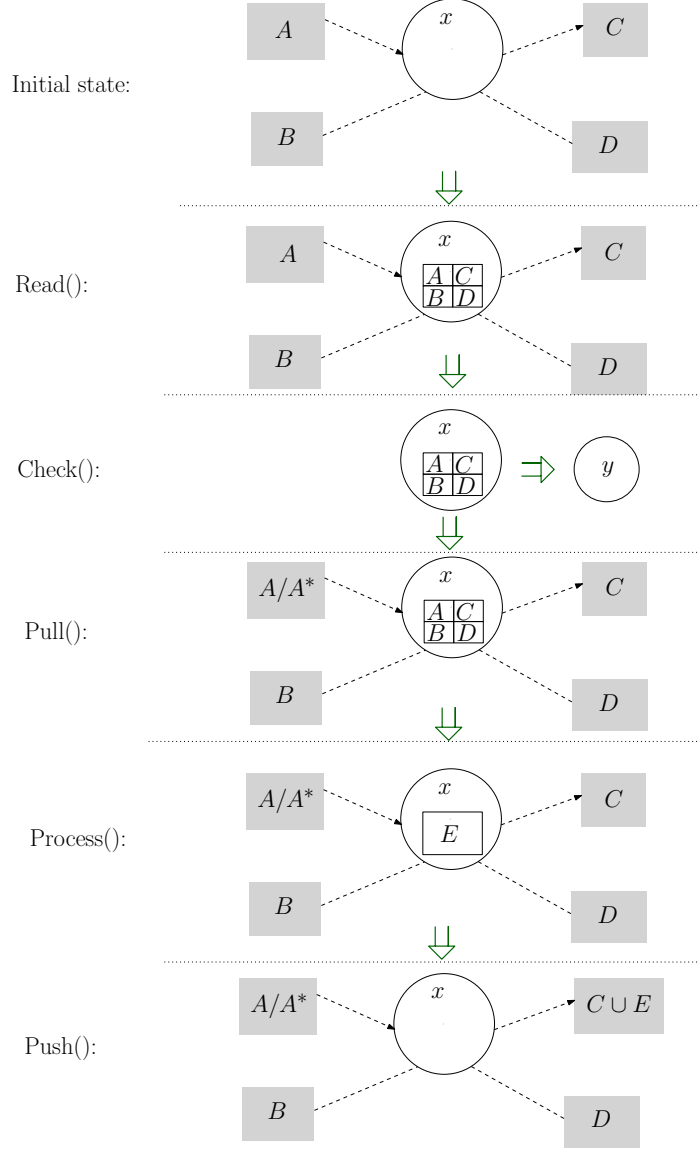 A
x
C
Initial state:
B
D
A
x
C
Read():
A C
B D
B
D
x
Check():
A C
B D
y
A/A*
x
C
Pull():
A C
B D
B
D
A/A*
x
C
Process():
E
B
D
A/A*
x
C ∪ E
Push():
B
D